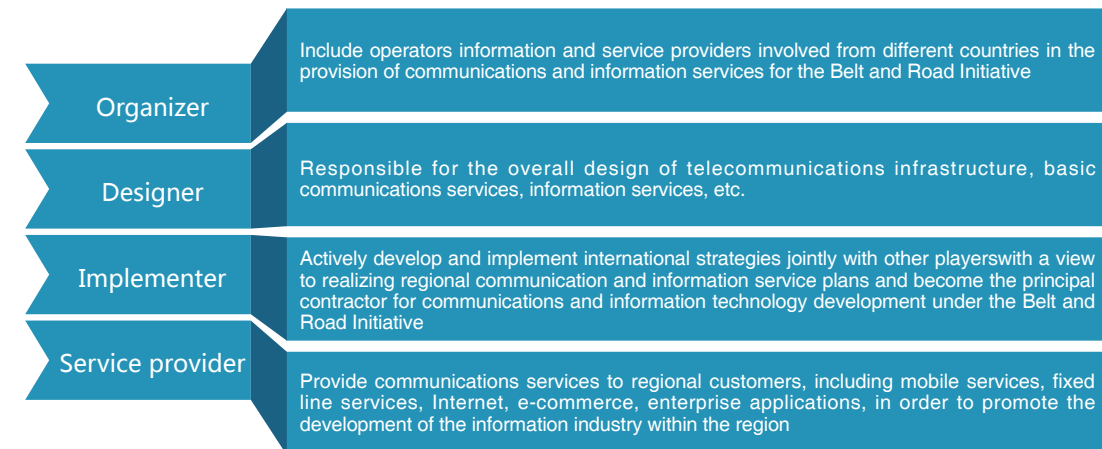 Organizer
Include operators information and service providers involved from different countries in the
provision of communications and information services for the Belt and Road Initiative
Designer
Responsible for the overall design of telecommunications infrastructure, basic
communications services, information services, etc.
Implementer
Actively develop and implement international strategies jointly with other playerswith a view
to realizing regional communication and information service plans and become the principal
contractor for communications and information technology development under the Belt and
Road Initiative
Service provider
Provide communications services to regional customers, including mobile services, fixed
line services, Internet, e-commerce, enterprise applications, in order to promote the
development of the information industry within the region